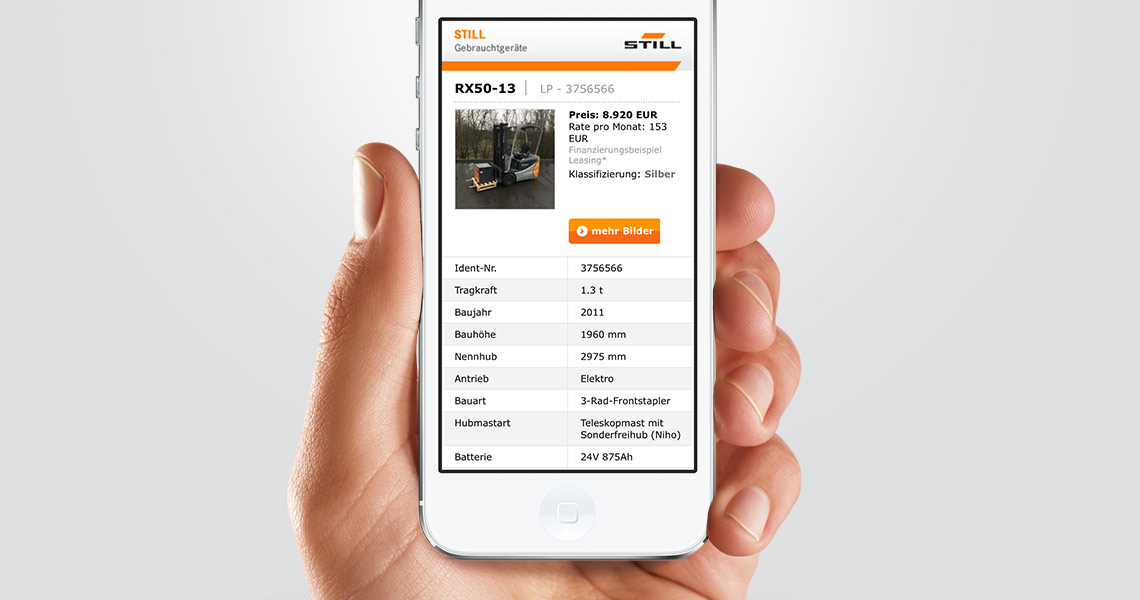 STILL
Gebrauchtgeräte
STILL
RX50-13 | LP - 3756566
Preis: 8.920 EUR
Rate pro Monat: 153
EUR
Finanzierungsbeispiel
Leasing*
Klassifizierung: Silber
mehr Bilder
Ident-Nr. 3756566
Tragkraft 1.3 t
Baujahr 2011
Bauhöhe 1960 mm
Nennhub 2975 mm
Antrieb Elektro
Bauart 3-Rad-Frontstapler
Hubmastart Teleskopmast mit
Sonderfreihub (Niho)
Batterie 24V 875Ah